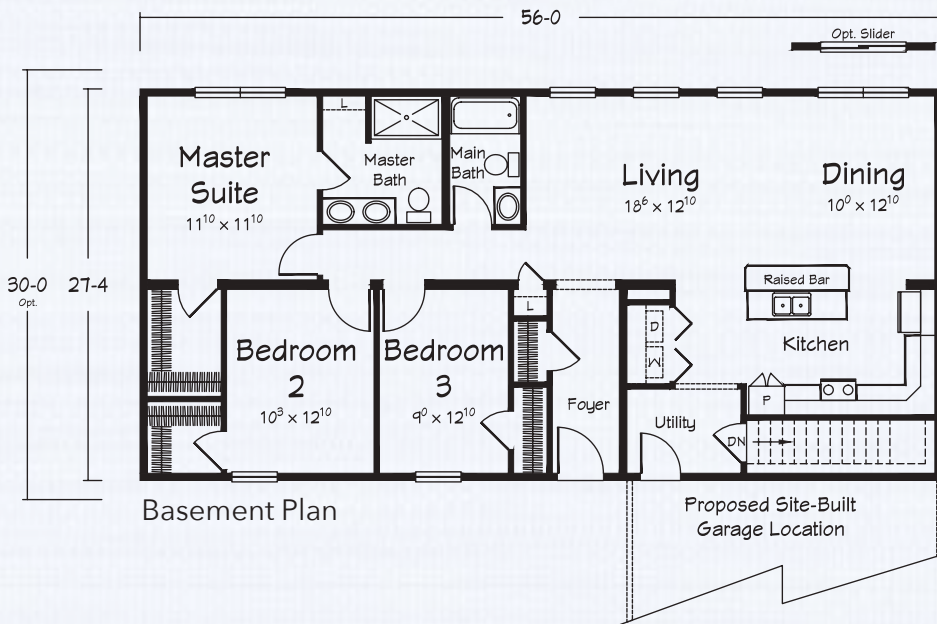 56-0
Opt. Slider
30-0
Opt.
27-4
Master
Suite
11¹⁰ x 11¹⁰
L
Master
Bath
Main
Bath
Living
18⁶ x 12¹⁰
Dining
10⁰ x 12¹⁰
Raised Bar
Kitchen
P
Bedroom
2
10³ x 12¹⁰
Bedroom
3
9⁰ x 12¹⁰
L
Foyer
D
W
Utility
DN
Basement Plan
Proposed Site-Built
Garage Location